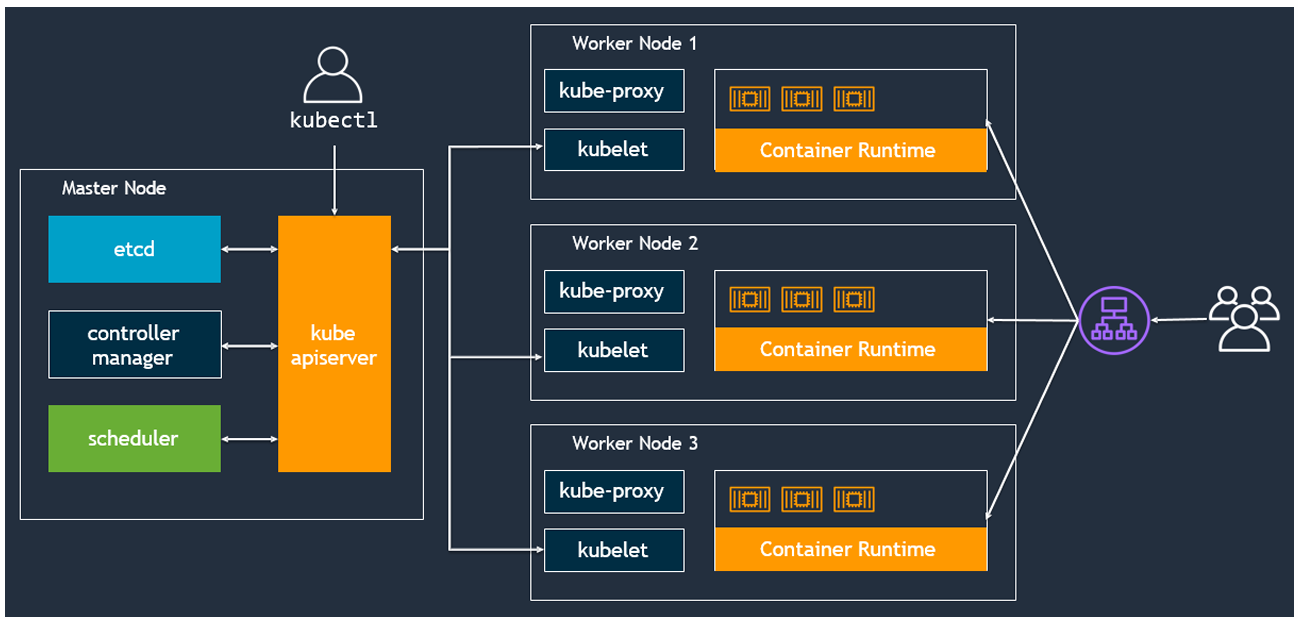 kubectl
Master Node
etcd
controller
manager
scheduler
kube
apiserver
Worker Node 1
kube-proxy
kubelet
Container Runtime
Worker Node 2
kube-proxy
kubelet
Container Runtime
Worker Node 3
kube-proxy
kubelet
Container Runtime